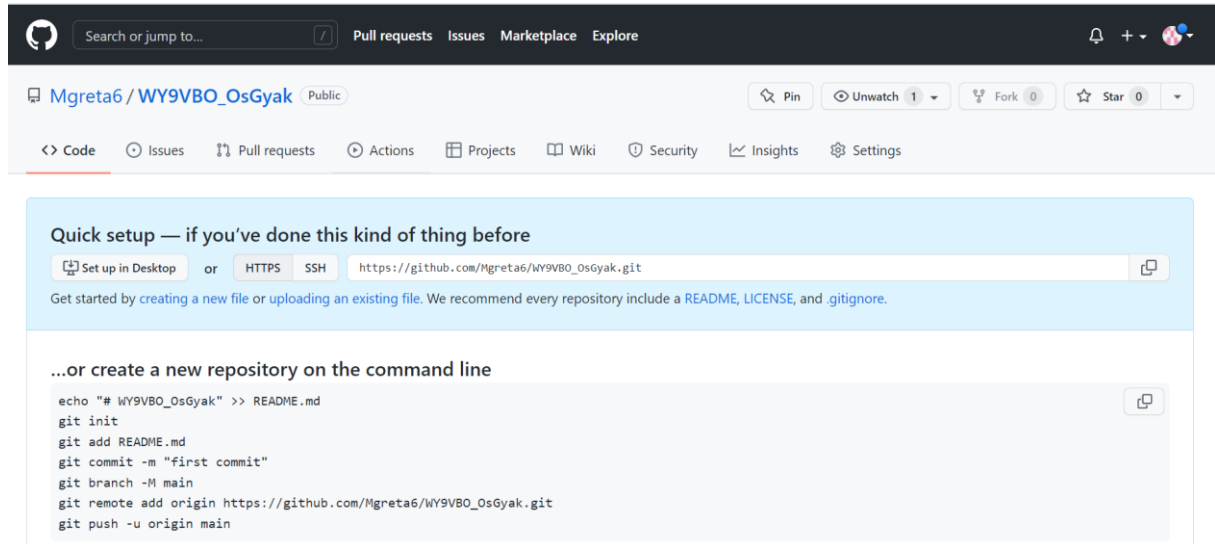 Search or jump to... / Pull requests Issues Marketplace Explore
Mgreta6 / WY9VBO_OsGyak Public Pin Unwatch 1 Fork 0 Star 0
Code Issues Pull requests Actions Projects Wiki Security Insights Settings
Quick setup — if you've done this kind of thing before
Set up in Desktop or HTTPS SSH https://github.com/Mgreta6/WY9VBO_OsGyak.git
Get started by creating a new file or uploading an existing file. We recommend every repository include a README, LICENSE, and .gitignore.
...or create a new repository on the command line
echo "# WY9VBO_OsGyak" >> README.md
git init
git add README.md
git commit -m "first commit"
git branch -M main
git remote add origin https://github.com/Mgreta6/WY9VBO_OsGyak.git
git push -u origin main